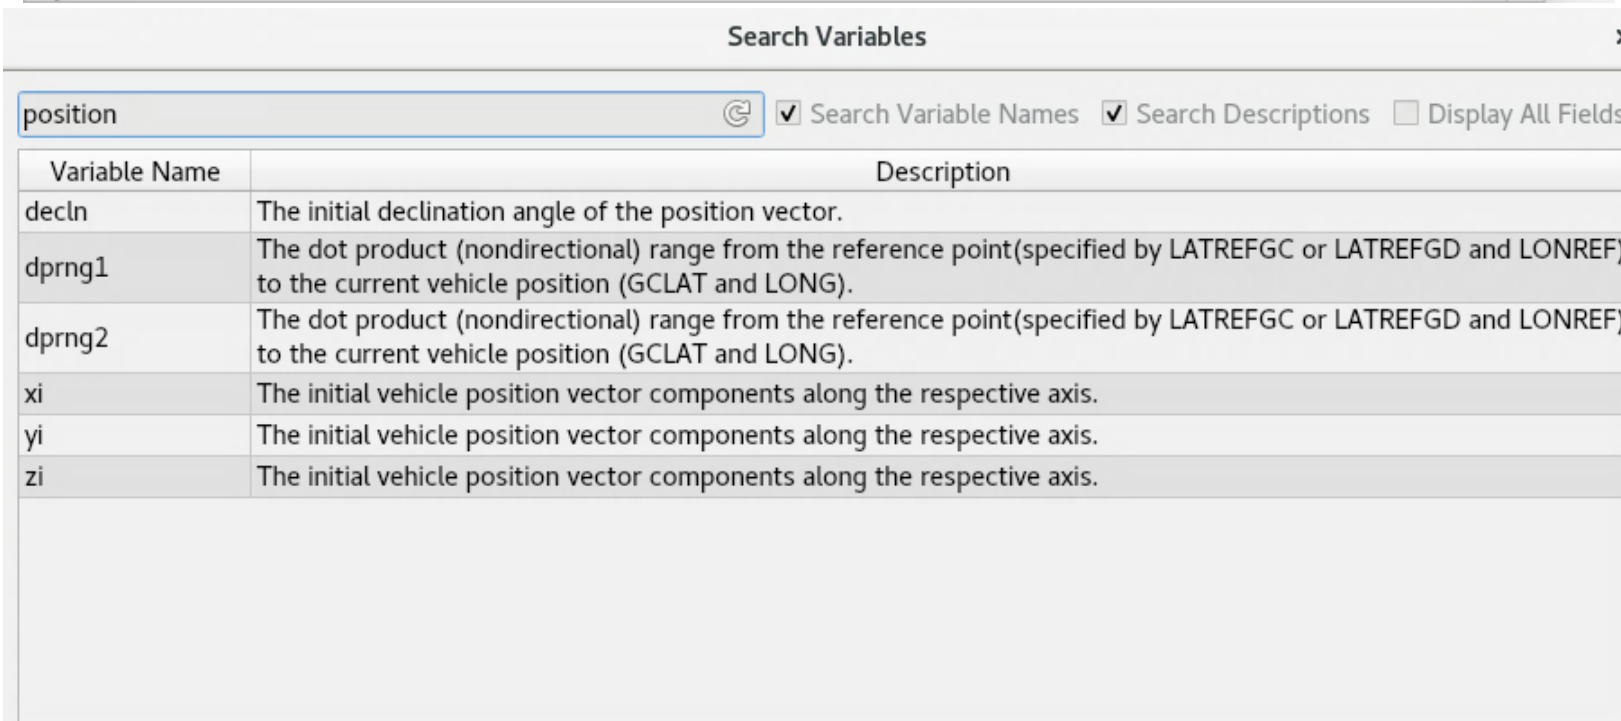 Search Variables
position
Search Variable Names
Search Descriptions
Display All Fields
Variable Name
Description
decln
The initial declination angle of the position vector.
dprng1
The dot product (nondirectional) range from the reference point(specified by LATREFGC or LATREFGD and LONREF)
to the current vehicle position (GCLAT and LONG).
dprng2
The dot product (nondirectional) range from the reference point(specified by LATREFGC or LATREFGD and LONREF)
to the current vehicle position (GCLAT and LONG).
xi
The initial vehicle position vector components along the respective axis.
yi
The initial vehicle position vector components along the respective axis.
zi
The initial vehicle position vector components along the respective axis.